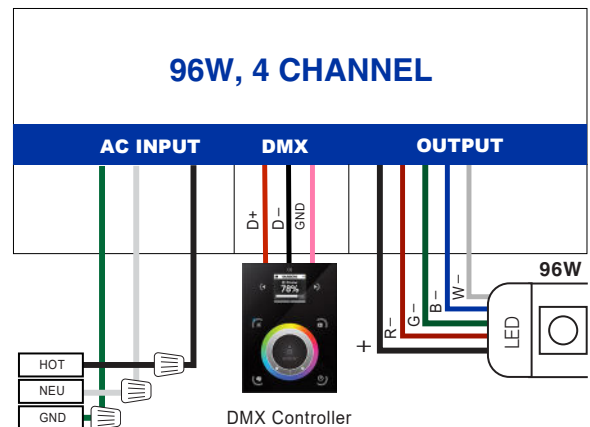 96W, 4 CHANNEL
AC INPUT DMX OUTPUT
D+
D –
GND
96W
+
R –
G –
B –
W –
LED
78%
HOT
NEU
GND
DMX Controller